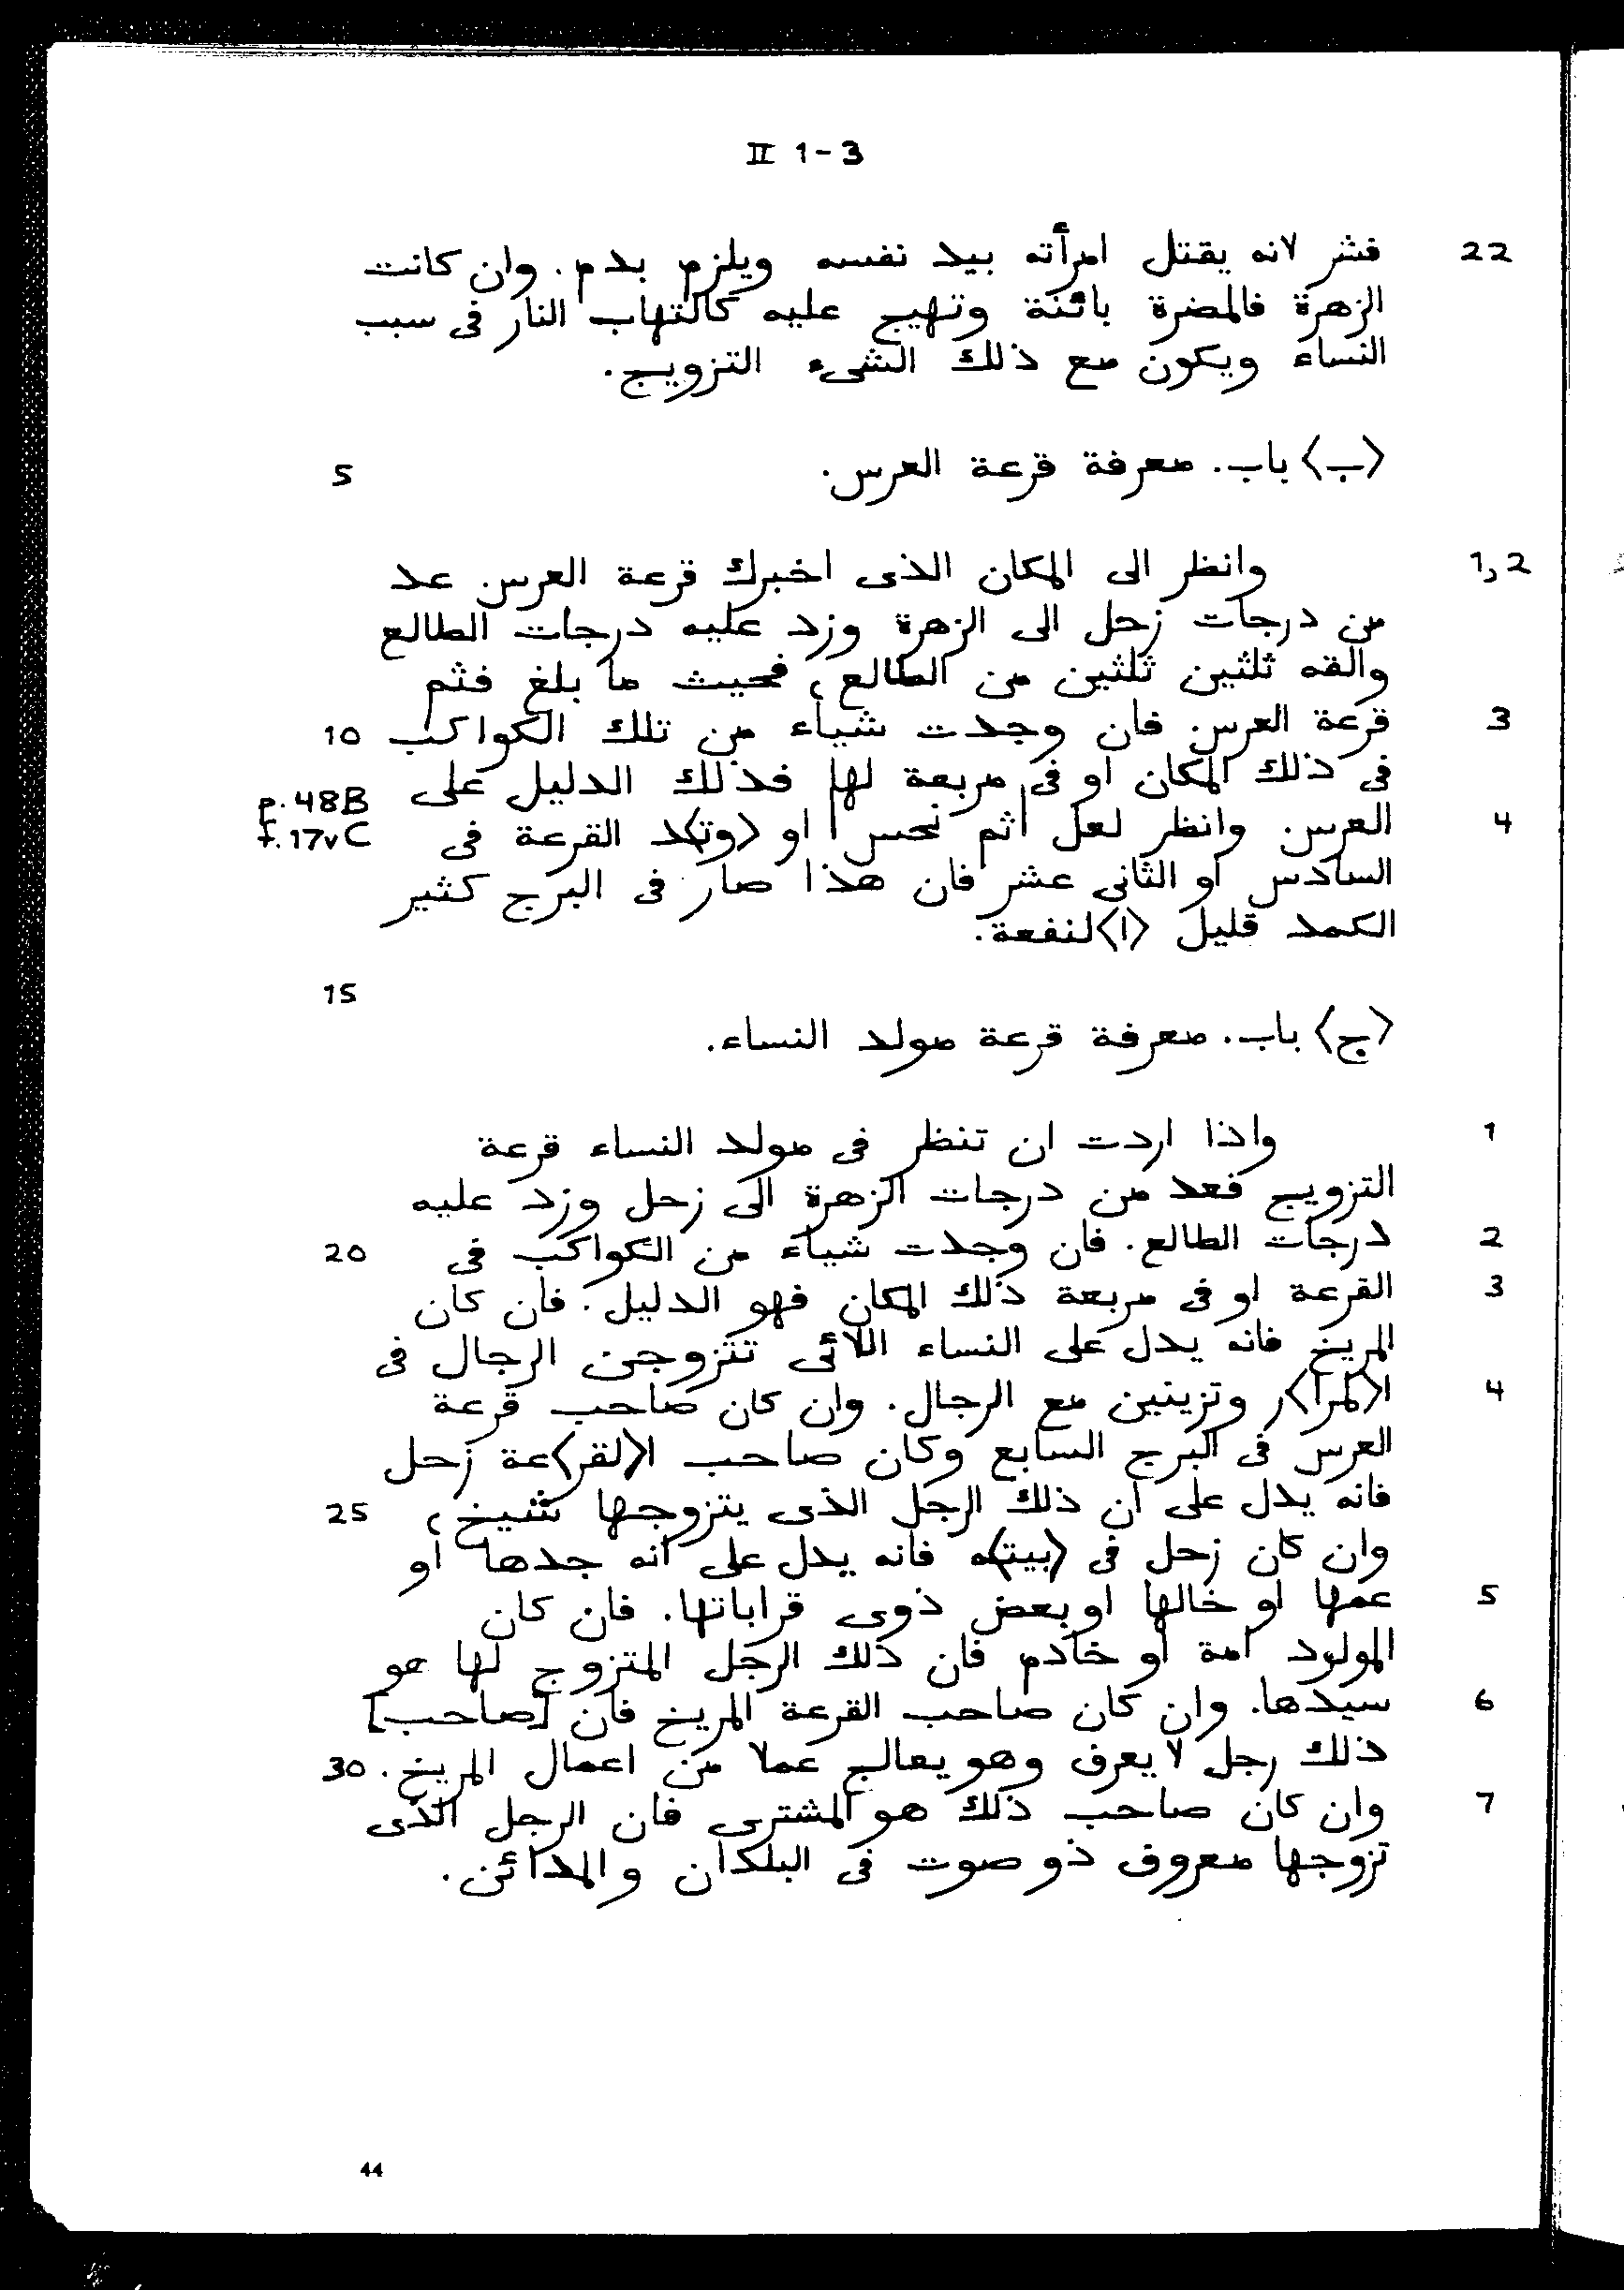 II 1-3
22 فشر لانه يقتل امرأته بيد نفسه ويلزم بدم. وان كانت
الزهرة فالمضرة بائنة وتهيج عليه كالتهاب النار فى سبب
النساء ويكون مع ذلك الشىء التزويج.
<ب> باب. معرفة قرعة العرس. 5
1,2 وانظر الى المكان الذى اخبرك قرعة العرس. عد
من درجات زحل الى الزهرة وزد عليه درجات الطالع
والقه ثلثين ثلثين من الطالع، فحيث ما بلغ فثم
3 قرعة العرس. فان وجدت شيأء من تلك الكواكب 10
فى ذلك المكان او فى مربعة لها فذلك الدليل على p. 48B
4 العرس. وانظر لعل اثم نحس ا او <وت>د القرعة فى f. 17v C
السادس او الثانى عشر فان هذا صار فى البرج كثير
الكمد قليل <ا>لنفعة.
15
<ج> باب. معرفة قرعة مولد النساء.
1 واذا اردت ان تنظر فى مولد النساء قرعة
التزويج فعد من درجات الزهرة الى زحل وزد عليه
2 درجات الطالع. فان وجدت شيأء من الكواكب فى 20
3 القرعة او فى مربعة ذلك المكان فهو الدليل. فان كان
المريخ فانه يدل على النساء اللائى تتزوجن الرجال فى
4 ا<لمرا>ر وتزينين مع الرجال. وان كان صاحب قرعة
العرس فى البرج السابع وكان صاحب ا<لقر>عة زحل
فانه يدل على ان ذلك الرجل الذى يتزوجها شيخ، 25
وان كان زحل فى <بيت>ه فانه يدل على انه جدها او
5 عمها او خالها او بعض ذوى قراباتها. فان كان
المولود امة او خادم فان ذلك الرجل المتزوج لها هو
6 سيدها. وان كان صاحب القرعة المريخ فان [صاحب]
ذلك رجل لا يعرف وهو يعالج عملا من اعمال المريخ. 30
7 وان كان صاحب ذلك هو المشترى فان الرجل الذى
تزوجها معروف ذو صوت فى البلدان والمدائن.
44